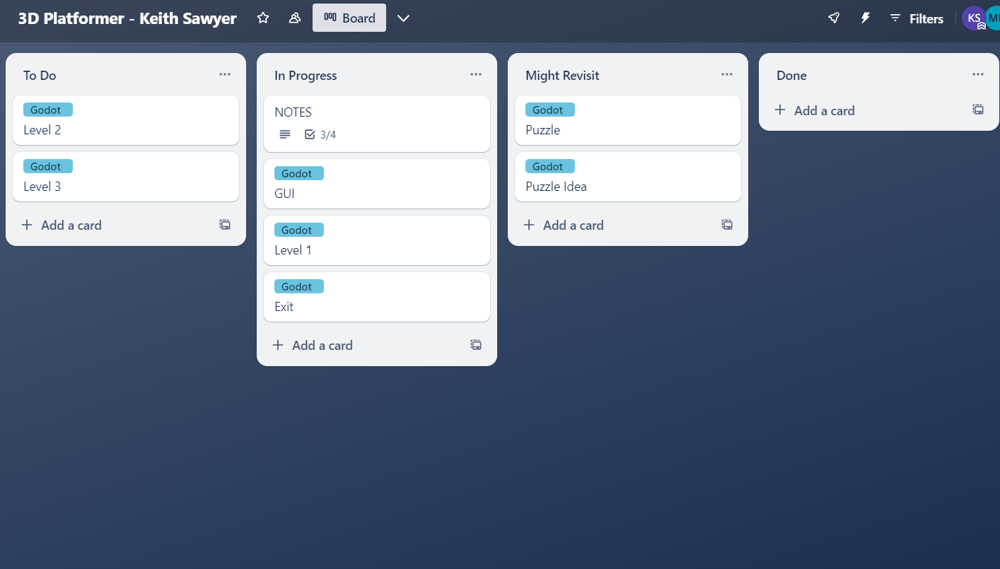 3D Platformer - Keith Sawyer
Board
Filters
KS
To Do
Godot
Level 2
Godot
Level 3
Add a card
In Progress
NOTES
3/4
Godot
GUI
Godot
Level 1
Godot
Exit
Add a card
Might Revisit
Godot
Puzzle
Godot
Puzzle Idea
Add a card
Done
Add a card